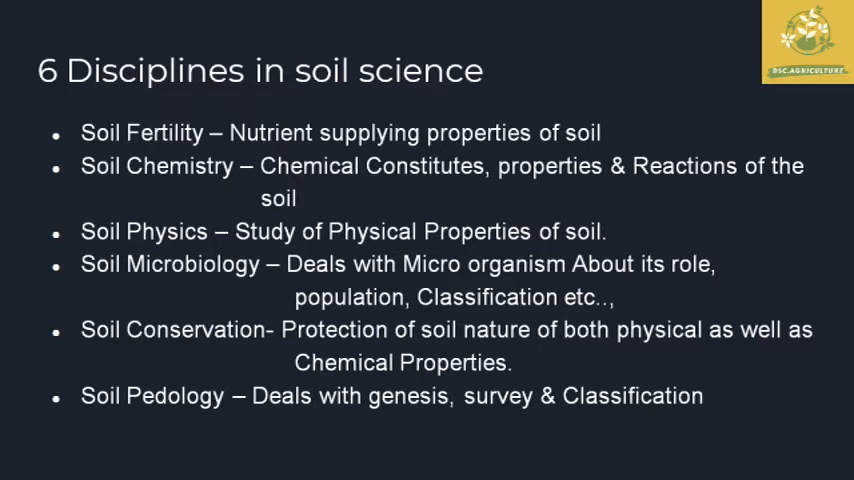 6 Disciplines in soil science
DSC.AGRICULTURE
• Soil Fertility – Nutrient supplying properties of soil
• Soil Chemistry – Chemical Constitutes, properties & Reactions of the
soil
• Soil Physics – Study of Physical Properties of soil.
• Soil Microbiology – Deals with Micro organism About its role,
population, Classification etc..,
• Soil Conservation- Protection of soil nature of both physical as well as
Chemical Properties.
• Soil Pedology – Deals with genesis, survey & Classification